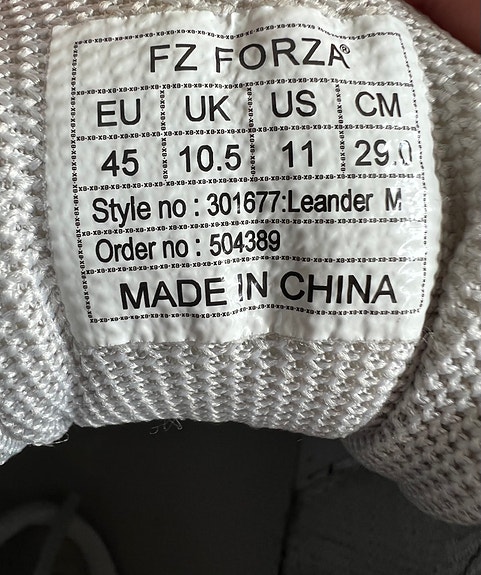 FZ FORZA®
EU UK US CM
45 10.5 11 29.0
Style no : 301677:Leander M
Order no : 504389
MADE IN CHINA